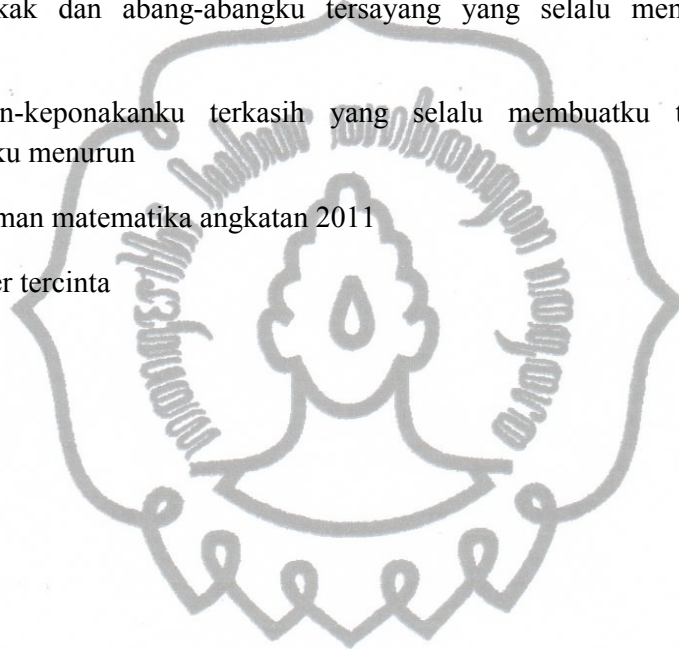 kak dan abang-abangku tersayang yang selalu men
n-keponakanku terkasih yang selalu membuatku t
ku menurun
man matematika angkatan 2011
er tercinta